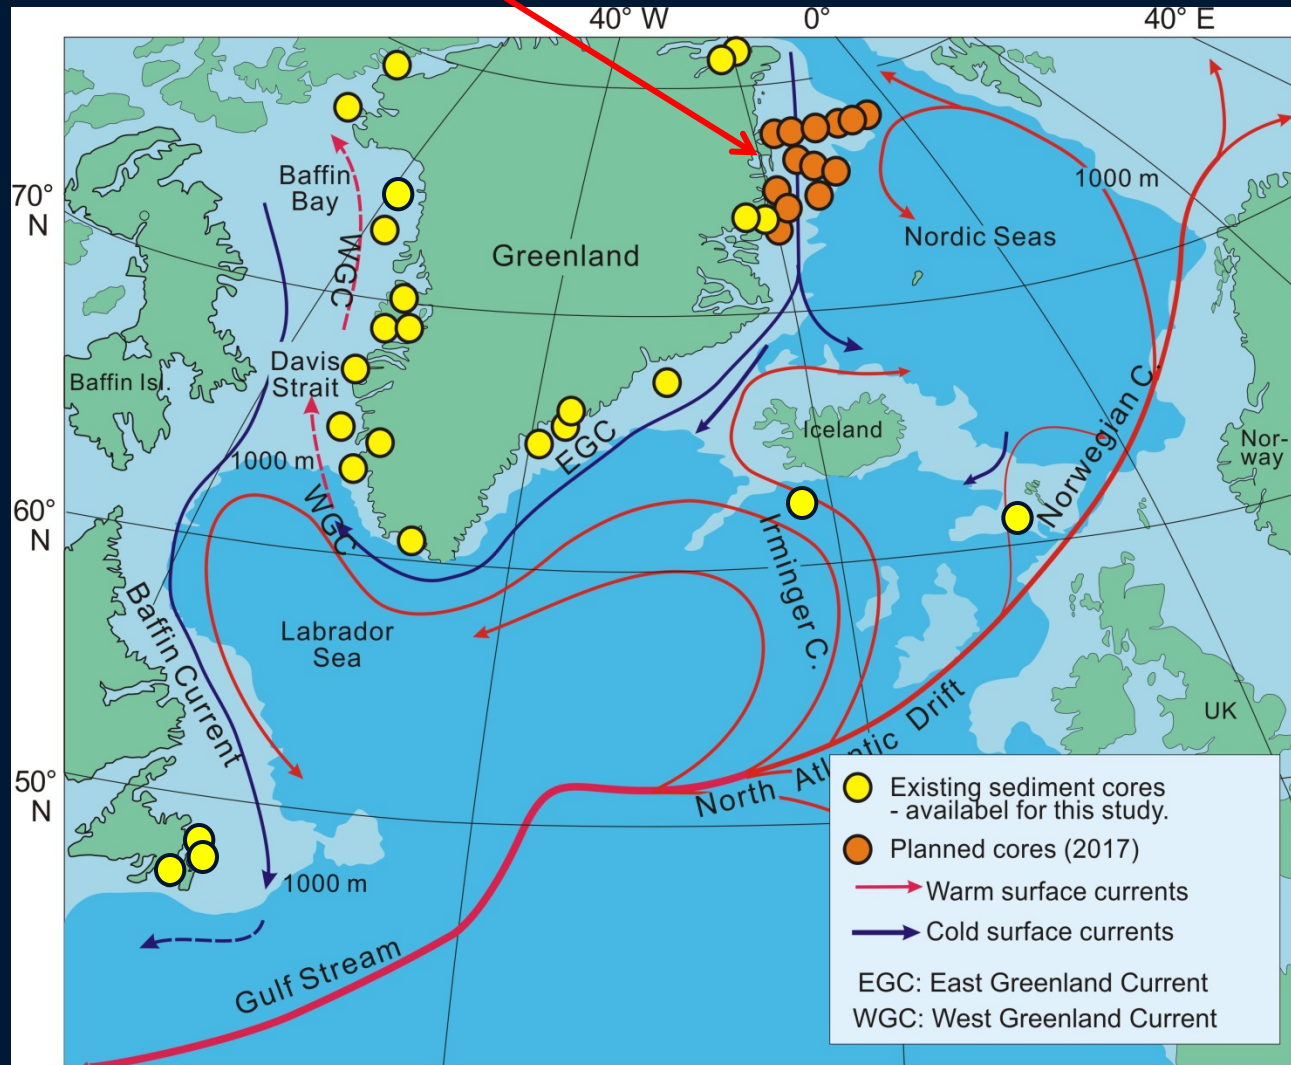 40° W
0°
40° E
70°
N
Baffin
Bay
WGC
Greenland
1000 m
Nordic Seas
Baffin Isl.
Davis
Strait
Norwegian C.
Iceland
Nor-
way
EGC
1000 m
WGC
60°
N
Irminger C.
Baffin Current
Labrador
Sea
UK
North Atlantic Drift
50°
N
1000 m
Gulf Stream
Existing sediment cores
- availabel for this study.
Planned cores (2017)
Warm surface currents
Cold surface currents
EGC: East Greenland Current
WGC: West Greenland Current